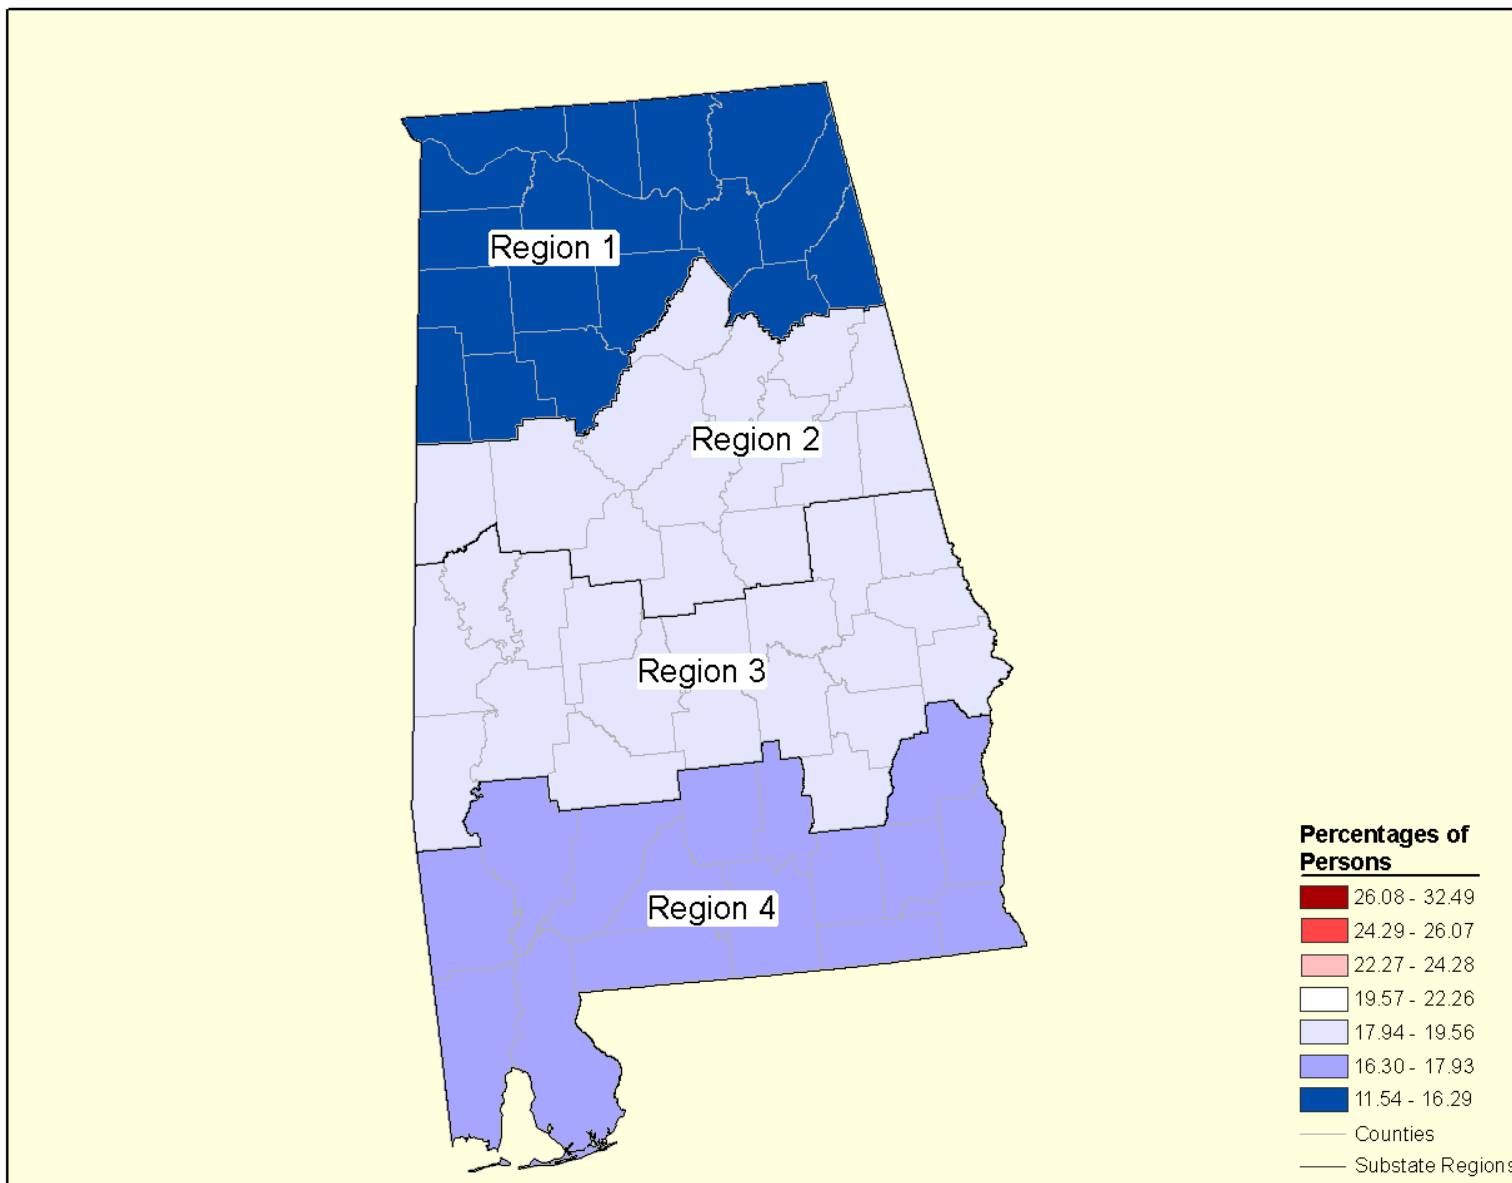 Region 1
Region 2
Region 3
Region 4
Percentages of
Persons
26.08 - 32.49
24.29 - 26.07
22.27 - 24.28
19.57 - 22.26
17.94 - 19.56
16.30 - 17.93
11.54 - 16.29
Counties
Substate Regions